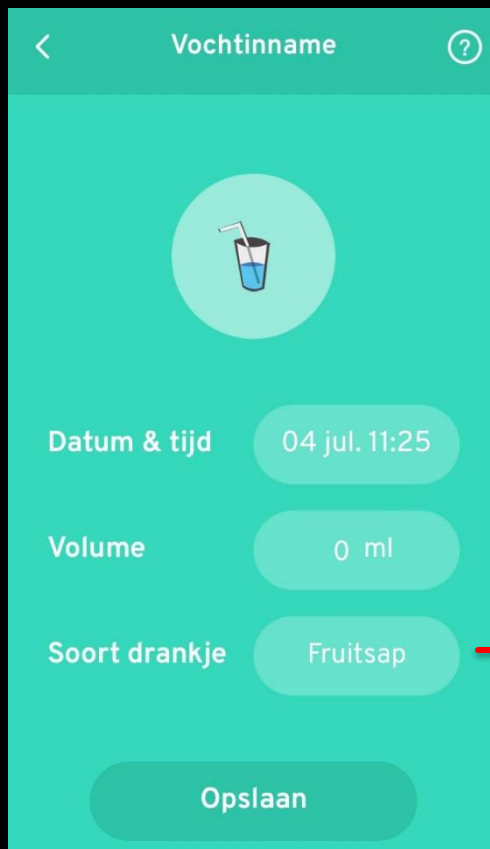 Vochtinname
?
Datum & tijd 04 jul. 11:25
Volume 0 ml
Soort drankje Fruitsap
Opslaan